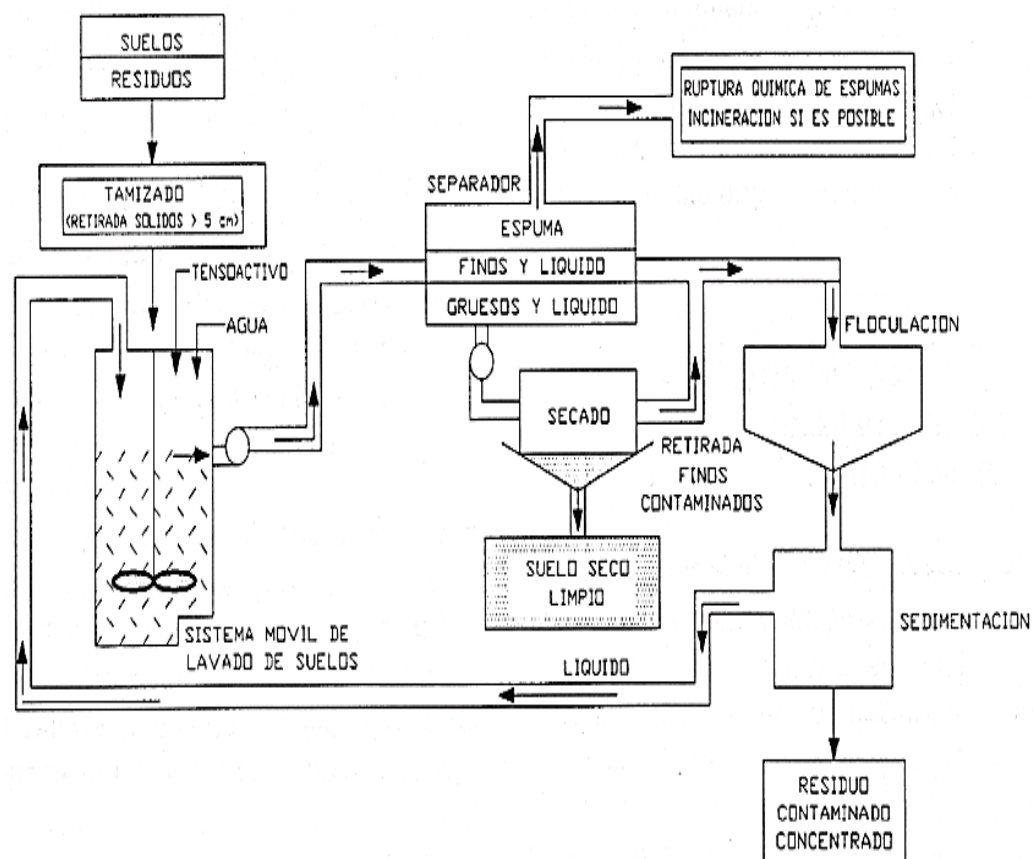 SUELOS
RESIDUOS
TAMIZADO
(RETIRADA SOLIDOS > 5 cm)
TENSOACTIVO
AGUA
SISTEMA MOVIL DE
LAVADO DE SUELOS
SEPARADOR
ESPUMA
FINOS Y LIQUIDO
GRUESOS Y LIQUIDO
RUPTURA QUIMICA DE ESPUMAS
INCINERACION SI ES POSIBLE
SECADO
RETIRADA
FINOS
CONTAMINADOS
SUELO SECO
LIMPIO
FLOCULACION
SEDIMENTACION
LIQUIDO
RESIDUO
CONTAMINADO
CONCENTRADO